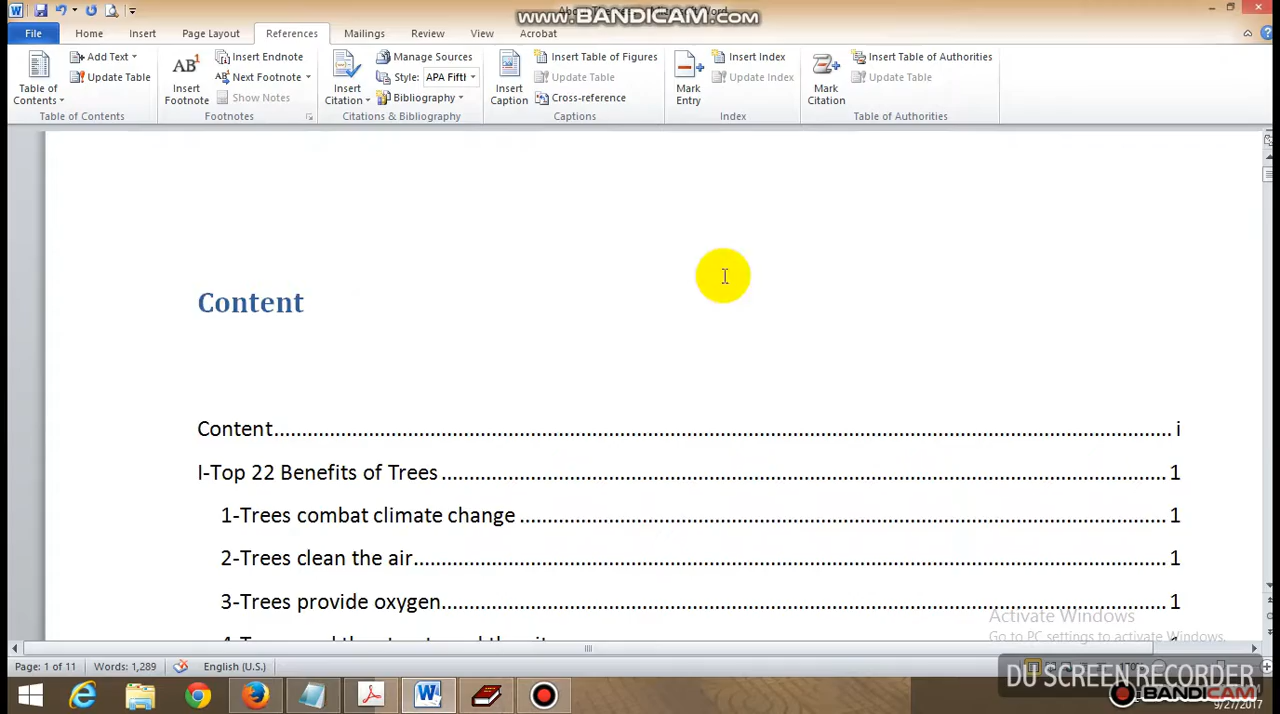 www.BANDICAM.com
File Home Insert Page Layout References Mailings Review View Acrobat
Table of Contents
Add Text
Update Table
Table of Contents
AB1
Insert Footnote
Insert Endnote
Next Footnote
Show Notes
Footnotes
Insert Citation
Manage Sources
Style: APA Fift
Bibliography
Citations & Bibliography
Insert Caption
Insert Table of Figures
Update Table
Cross-reference
Captions
Mark Entry
Insert Index
Update Index
Index
Mark Citation
Insert Table of Authorities
Update Table
Table of Authorities
Content
Content i
I-Top 22 Benefits of Trees 1
1-Trees combat climate change 1
2-Trees clean the air 1
3-Trees provide oxygen 1
Activate Windows
Go to PC settings to activate Windows.
Page: 1 of 11 Words: 1,289 English (U.S.)
DU SCREEN RECORDER
BANDICAM
9/27/2017